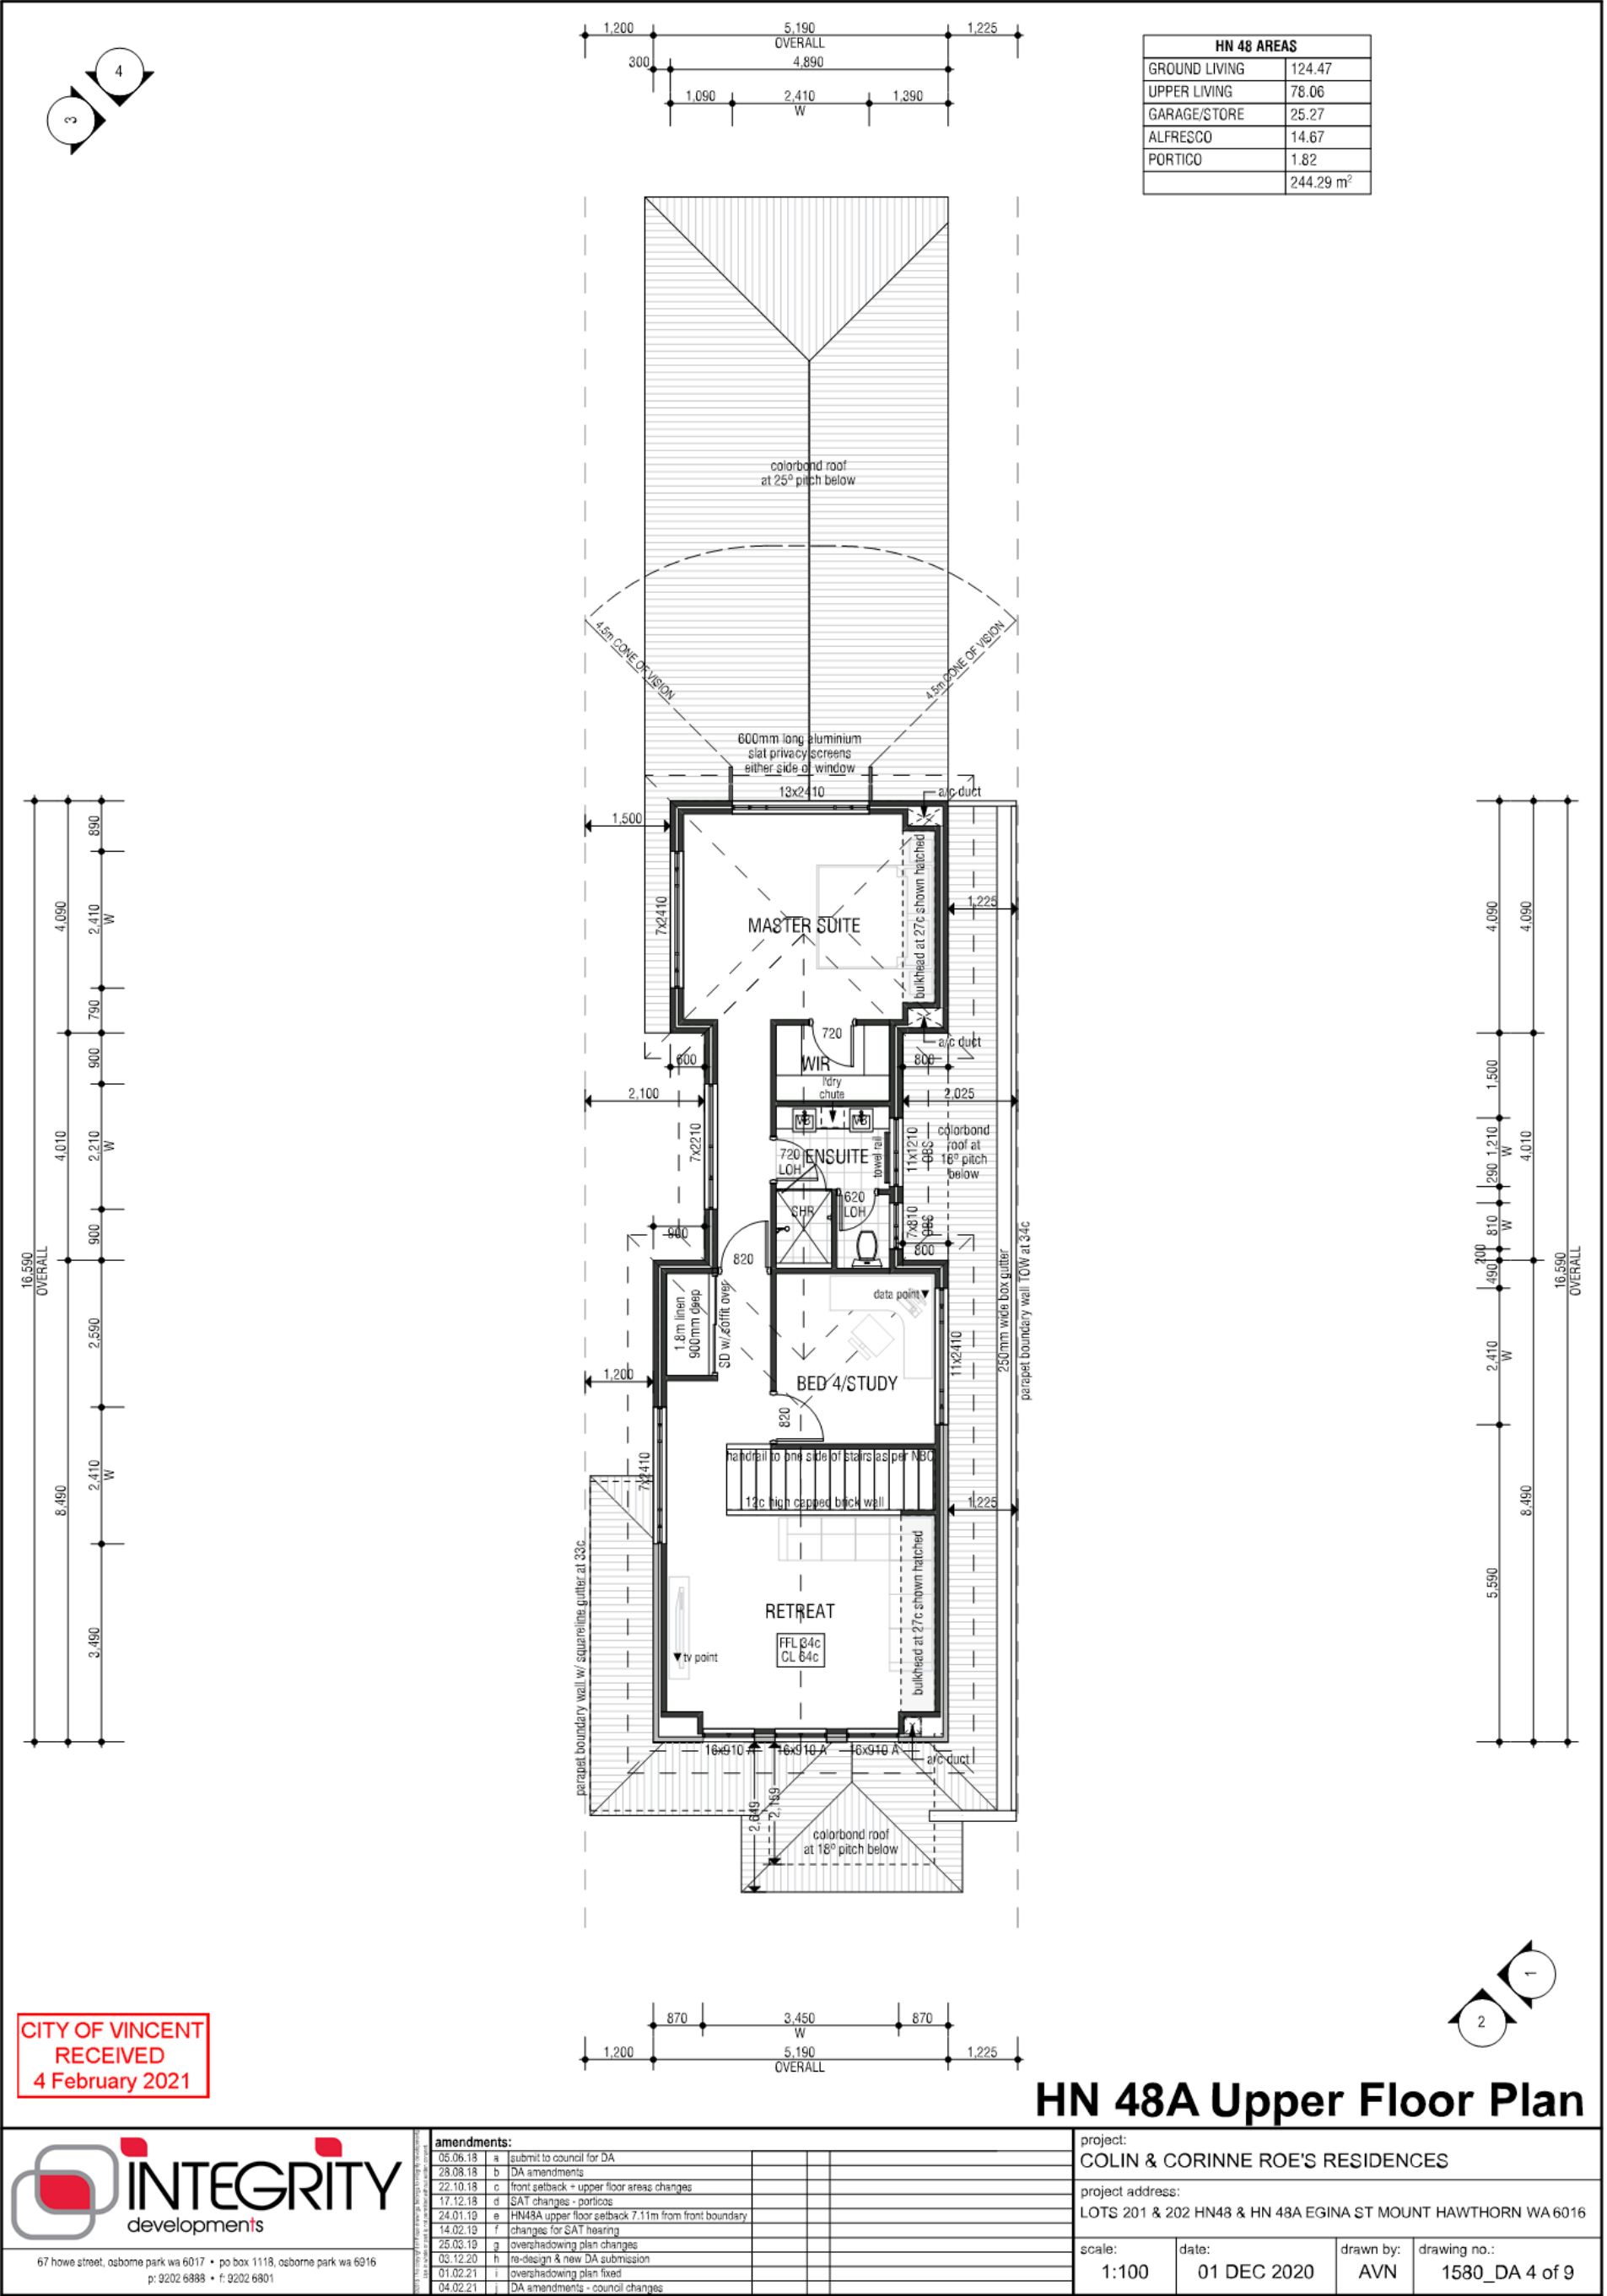 1,200
5,190
OVERALL
1,225
300
4,890
1,090
2,410
W
1,390
4
3
HN 48 AREAS
GROUND LIVING 124.47
UPPER LIVING 78.06
GARAGE/STORE 25.27
ALFRESCO 14.67
PORTICO 1.82
244.29 m²
colorbond roof
at 25º pitch below
4.5m CONE OF VISION
4.5m CONE OF VISION
600mm long aluminium
slat privacy screens
either side of window
13x2410
a/c duct
1,500
7x2410
MASTER SUITE
bulkhead at 27c shown hatched
1,225
a/c duct
720
WIR
l'dry
chute
600
800
2,100
2,025
7x2210
WB
WB
720
LOH
ENSUITE
towel rail
11x1210
OBS
colorbond
roof at
18º pitch
below
SHR
620
LOH
7x810
OBS
900
820
800
1.8m linen
900mm deep
SD w/ soffit over
data point
11x2410
250mm wide box gutter
parapet boundary wall TOW at 34c
1,200
BED 4/STUDY
820
7x2410
handrail to one side of stairs as per NBC
12c high capped brick wall
1,225
parapet boundary wall w/ squareline gutter at 33c
RETREAT
FFL 34c
CL 64c
bulkhead at 27c shown hatched
tv point
16x910 A
16x910 A
16x910 A
a/c duct
2,649
2,159
colorbond roof
at 18º pitch below
16,590
OVERALL
4,090
4,010
8,490
890
2,410
W
790
900
2,210
W
900
2,590
2,410
W
3,490
4,090
1,500
1,210
W
290
810
W
200
490
2,410
W
5,590
4,090
4,010
8,490
16,590
OVERALL
870
3,450
W
870
1,200
5,190
OVERALL
1,225
1
2
CITY OF VINCENT
RECEIVED
4 February 2021
HN 48A Upper Floor Plan
INTEGRITY
developments
67 howe street, osborne park wa 6017 • po box 1118, osborne park wa 6916
p: 9202 6888 • f: 9202 6801
amendments:
05.06.18 a submit to council for DA
28.08.18 b DA amendments
22.10.18 c front setback + upper floor areas changes
17.12.18 d SAT changes - porticos
24.01.19 e HN48A upper floor setback 7.11m from front boundary
14.02.19 f changes for SAT hearing
25.03.19 g overshadowing plan changes
03.12.20 h re-design & new DA submission
01.02.21 i overshadowing plan fixed
04.02.21 j DA amendments - council changes
project:
COLIN & CORINNE ROE'S RESIDENCES
project address:
LOTS 201 & 202 HN48 & HN 48A EGINA ST MOUNT HAWTHORN WA 6016
scale:
1:100
date:
01 DEC 2020
drawn by:
AVN
drawing no.:
1580_DA 4 of 9